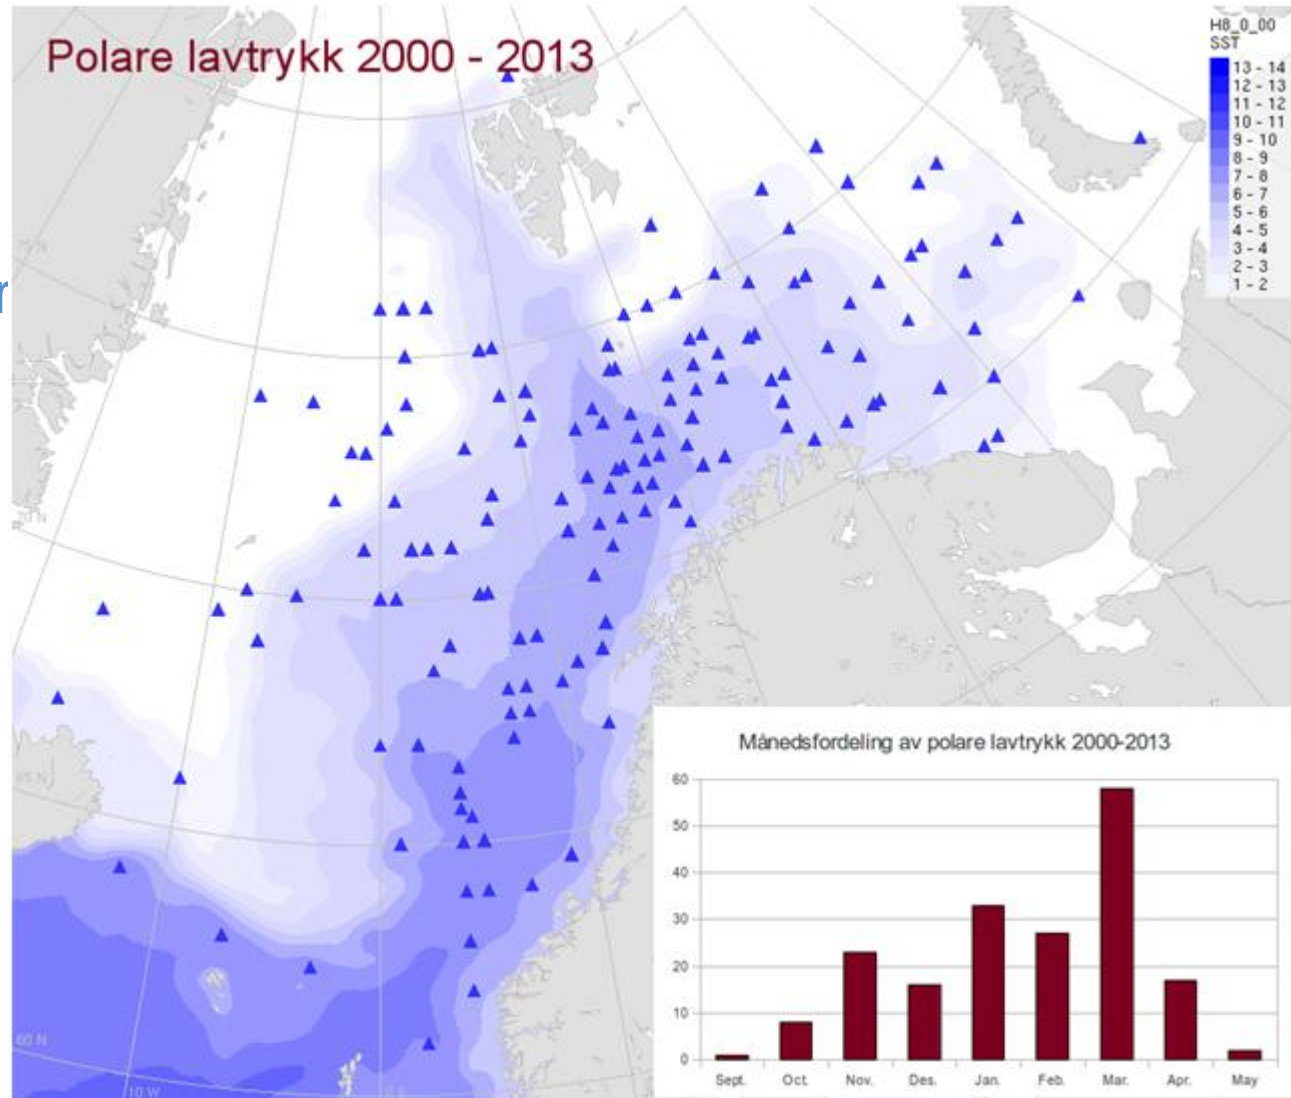 Polare lavtrykk 2000 - 2013
H8_0_00
SST
13 - 14
12 - 13
11 - 12
10 - 11
9 - 10
8 - 9
7 - 8
6 - 7
5 - 6
4 - 5
3 - 4
2 - 3
1 - 2
r
75 N
65 N
60 N
10 W
Månedsfordeling av polare lavtrykk 2000-2013
60
50
40
30
20
10
0
Sept. Oct. Nov. Des. Jan. Feb. Mar. Apr. May